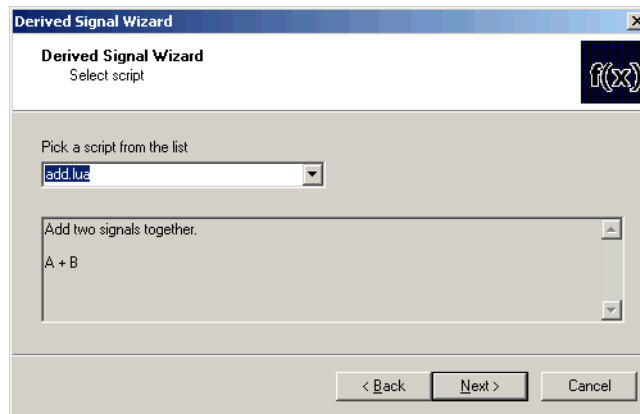 Derived Signal Wizard
Derived Signal Wizard
Select script
f(x)
Pick a script from the list
add.lua
Add two signals together.
A + B
< Back Next > Cancel